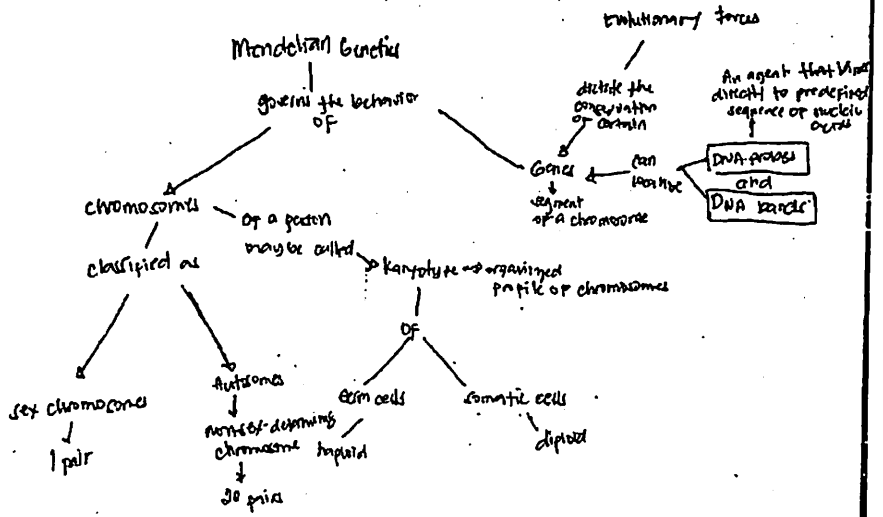 Evolutionary forces
Mendelian Genetics
governs the behavior
of
dictate the
conservation
of
certain
An agent that binds
directly to predefined
sequence of nucleic
acids
Genes
can
localize
DNA probes
and
DNA bands
segment
of a chromosome
chromosomes
of a person
may be called
classified as
Karyotype → organized
profile of chromosomes
of
sex chromosomes
1 pair
Autosomes
non sex-determining
chromosome
20 pairs
Germ cells
haploid
somatic cells
diploid